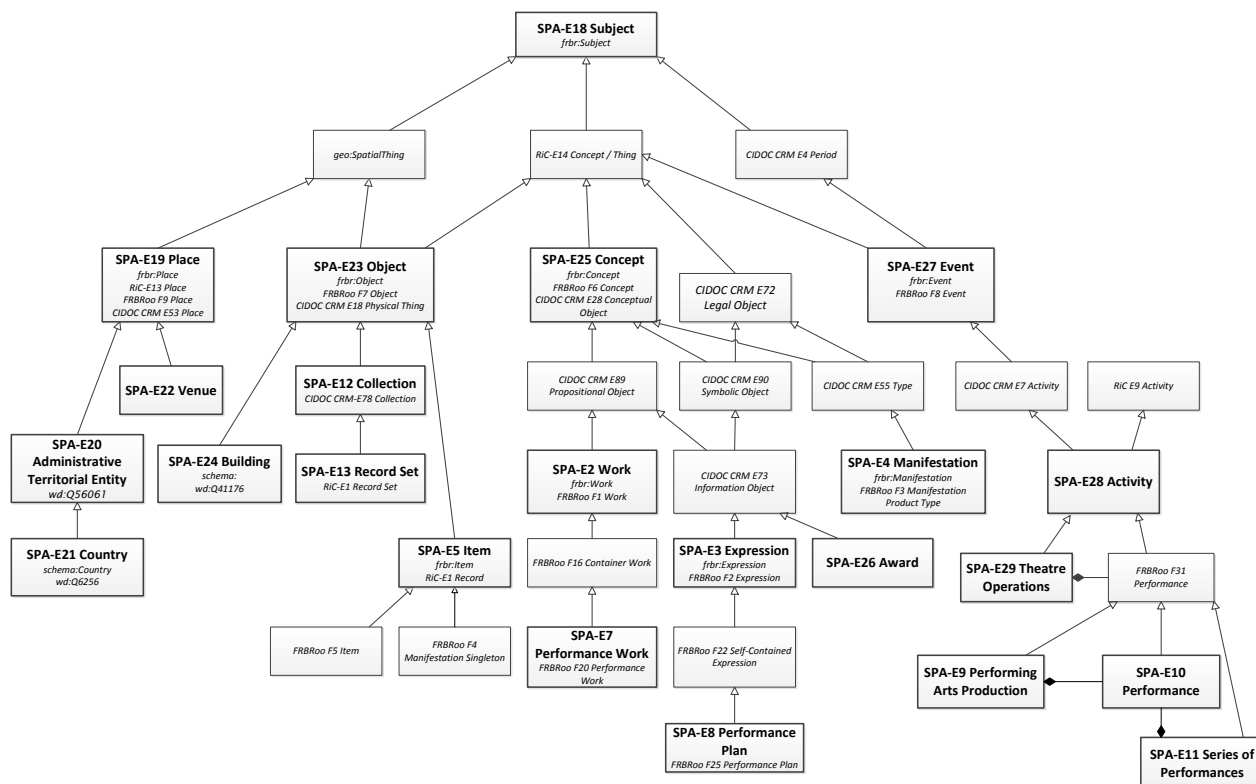 SPA-E18 Subject
frbr:Subject
geo:SpatialThing
RiC-E14 Concept / Thing
CIDOC CRM E4 Period
SPA-E19 Place
frbr:Place
RiC-E13 Place
FRBRoo F9 Place
CIDOC CRM E53 Place
SPA-E23 Object
frbr:Object
FRBRoo F7 Object
CIDOC CRM E18 Physical Thing
SPA-E25 Concept
frbr:Concept
FRBRoo F6 Concept
CIDOC CRM E28 Conceptual
Object
CIDOC CRM E72
Legal Object
SPA-E27 Event
frbr:Event
FRBRoo F8 Event
SPA-E22 Venue
SPA-E12 Collection
CIDOC CRM-E78 Collection
CIDOC CRM E89
Propositional Object
CIDOC CRM E90
Symbolic Object
CIDOC CRM E55 Type
CIDOC CRM E7 Activity
RiC E9 Activity
SPA-E20
Administrative
Territorial Entity
wd:Q56061
SPA-E24 Building
schema:
wd:Q41176
SPA-E13 Record Set
RiC-E1 Record Set
SPA-E2 Work
frbr:Work
FRBRoo F1 Work
CIDOC CRM E73
Information Object
SPA-E4 Manifestation
frbr:Manifestation
FRBRoo F3 Manifestation
Product Type
SPA-E28 Activity
SPA-E21 Country
schema:Country
wd:Q6256
SPA-E5 Item
frbr:Item
RiC-E1 Record
FRBRoo F16 Container Work
SPA-E3 Expression
frbr:Expression
FRBRoo F2 Expression
SPA-E26 Award
SPA-E29 Theatre
Operations
FRBRoo F31
Performance
FRBRoo F5 Item
FRBRoo F4
Manifestation Singleton
SPA-E7
Performance Work
FRBRoo F20 Performance
Work
FRBRoo F22 Self-Contained
Expression
SPA-E9 Performing
Arts Production
SPA-E10
Performance
SPA-E8 Performance
Plan
FRBRoo F25 Performance Plan
SPA-E11 Series of
Performances